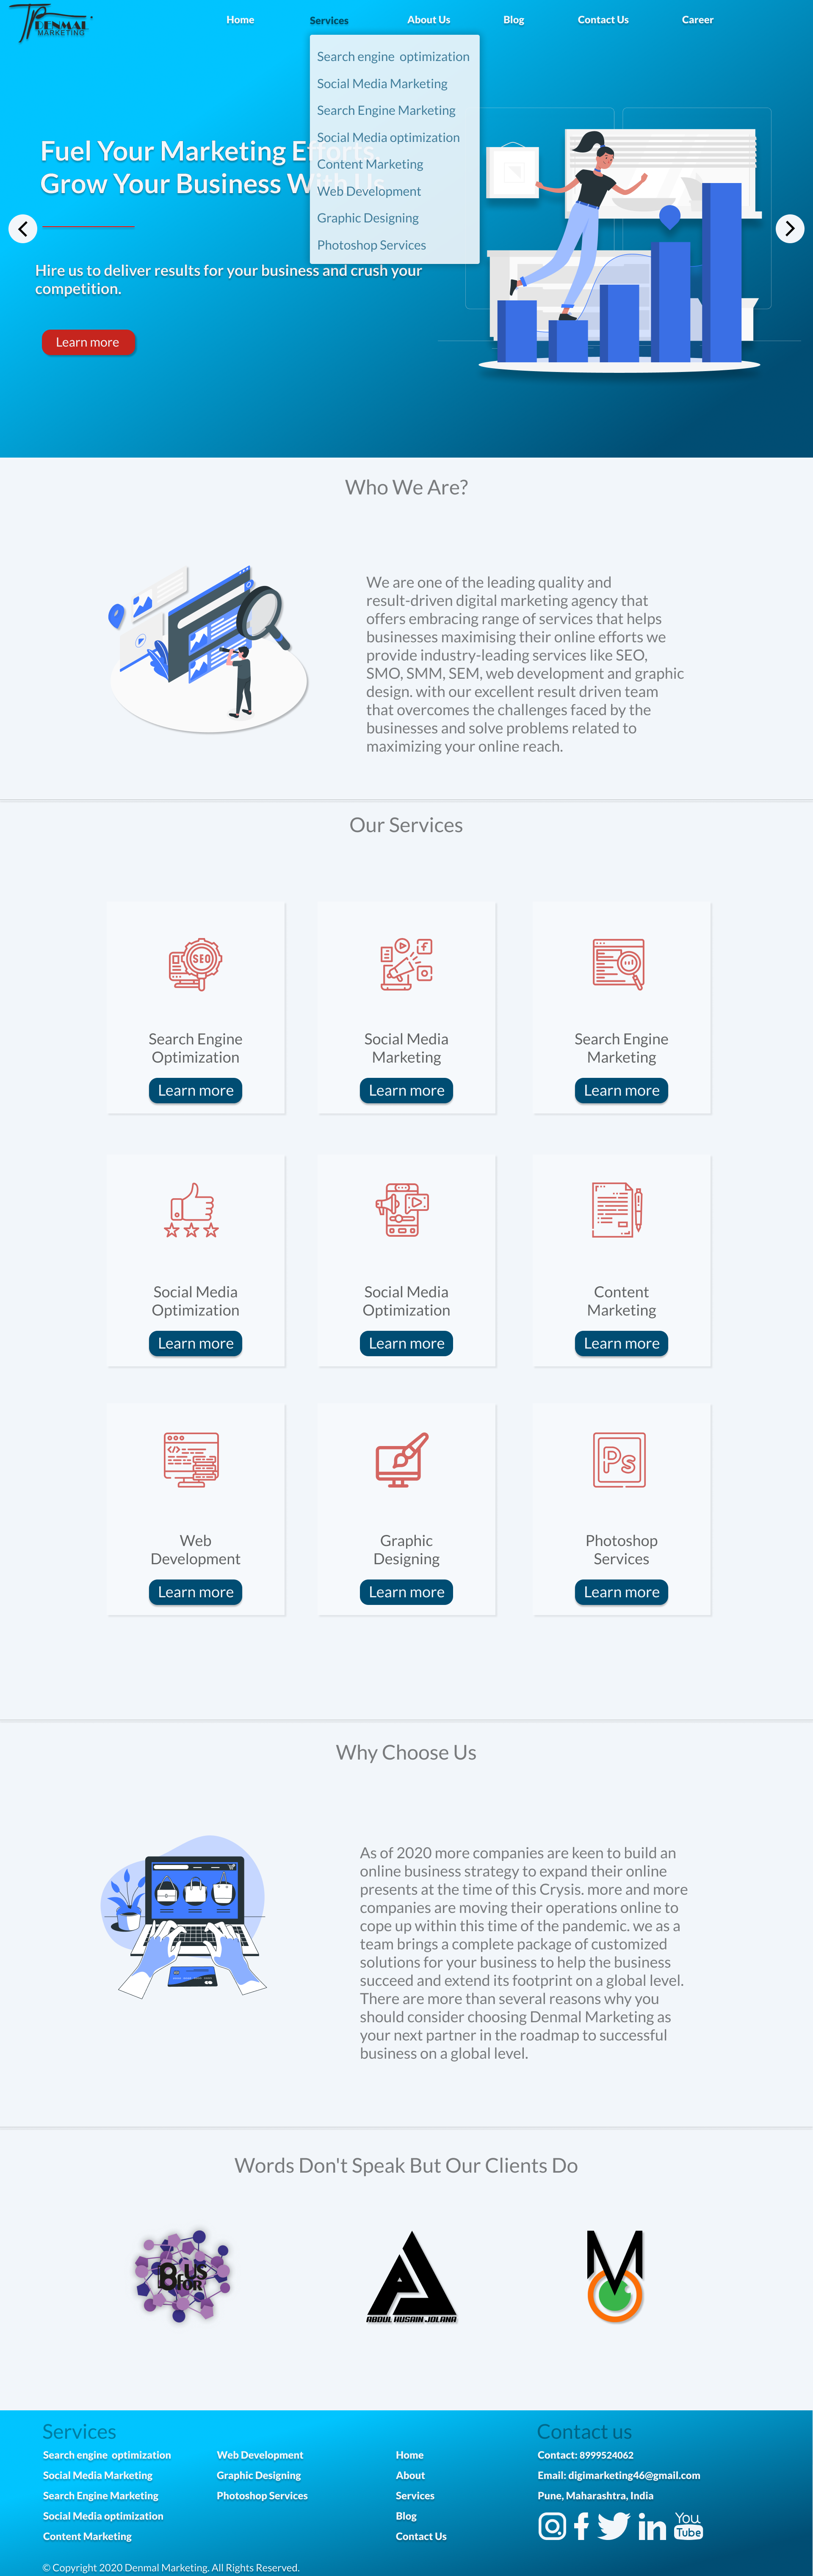 DENMAL
MARKETING
Home
Services
About Us
Blog
Contact Us
Career
Search engine optimization
Social Media Marketing
Search Engine Marketing
Social Media optimization
Content Marketing
Web Development
Graphic Designing
Photoshop Services
Fuel Your Marketing Efforts,
Grow Your Business With Us
Hire us to deliver results for your business and crush your
competition.
Learn more
Who We Are?
We are one of the leading quality and
result-driven digital marketing agency that
offers embracing range of services that helps
businesses maximising their online efforts we
provide industry-leading services like SEO,
SMO, SMM, SEM, web development and graphic
design. with our excellent result driven team
that overcomes the challenges faced by the
businesses and solve problems related to
maximizing your online reach.
Our Services
SEO
Search Engine
Optimization
Learn more
Social Media
Marketing
Learn more
Search Engine
Marketing
Learn more
Social Media
Optimization
Learn more
Social Media
Optimization
Learn more
Content
Marketing
Learn more
Web
Development
Learn more
Graphic
Designing
Learn more
Ps
Photoshop
Services
Learn more
Why Choose Us
As of 2020 more companies are keen to build an
online business strategy to expand their online
presents at the time of this Crysis. more and more
companies are moving their operations online to
cope up within this time of the pandemic. we as a
team brings a complete package of customized
solutions for your business to help the business
succeed and extend its footprint on a global level.
There are more than several reasons why you
should consider choosing Denmal Marketing as
your next partner in the roadmap to successful
business on a global level.
Words Don't Speak But Our Clients Do
B US
FOR
ABDUL HUSAIN JOLANA
M
Services
Search engine optimization
Social Media Marketing
Search Engine Marketing
Social Media optimization
Content Marketing
Web Development
Graphic Designing
Photoshop Services
Home
About
Services
Blog
Contact Us
Contact us
Contact: 8999524062
Email: digimarketing46@gmail.com
Pune, Maharashtra, India
You
Tube
© Copyright 2020 Denmal Marketing. All Rights Reserved.